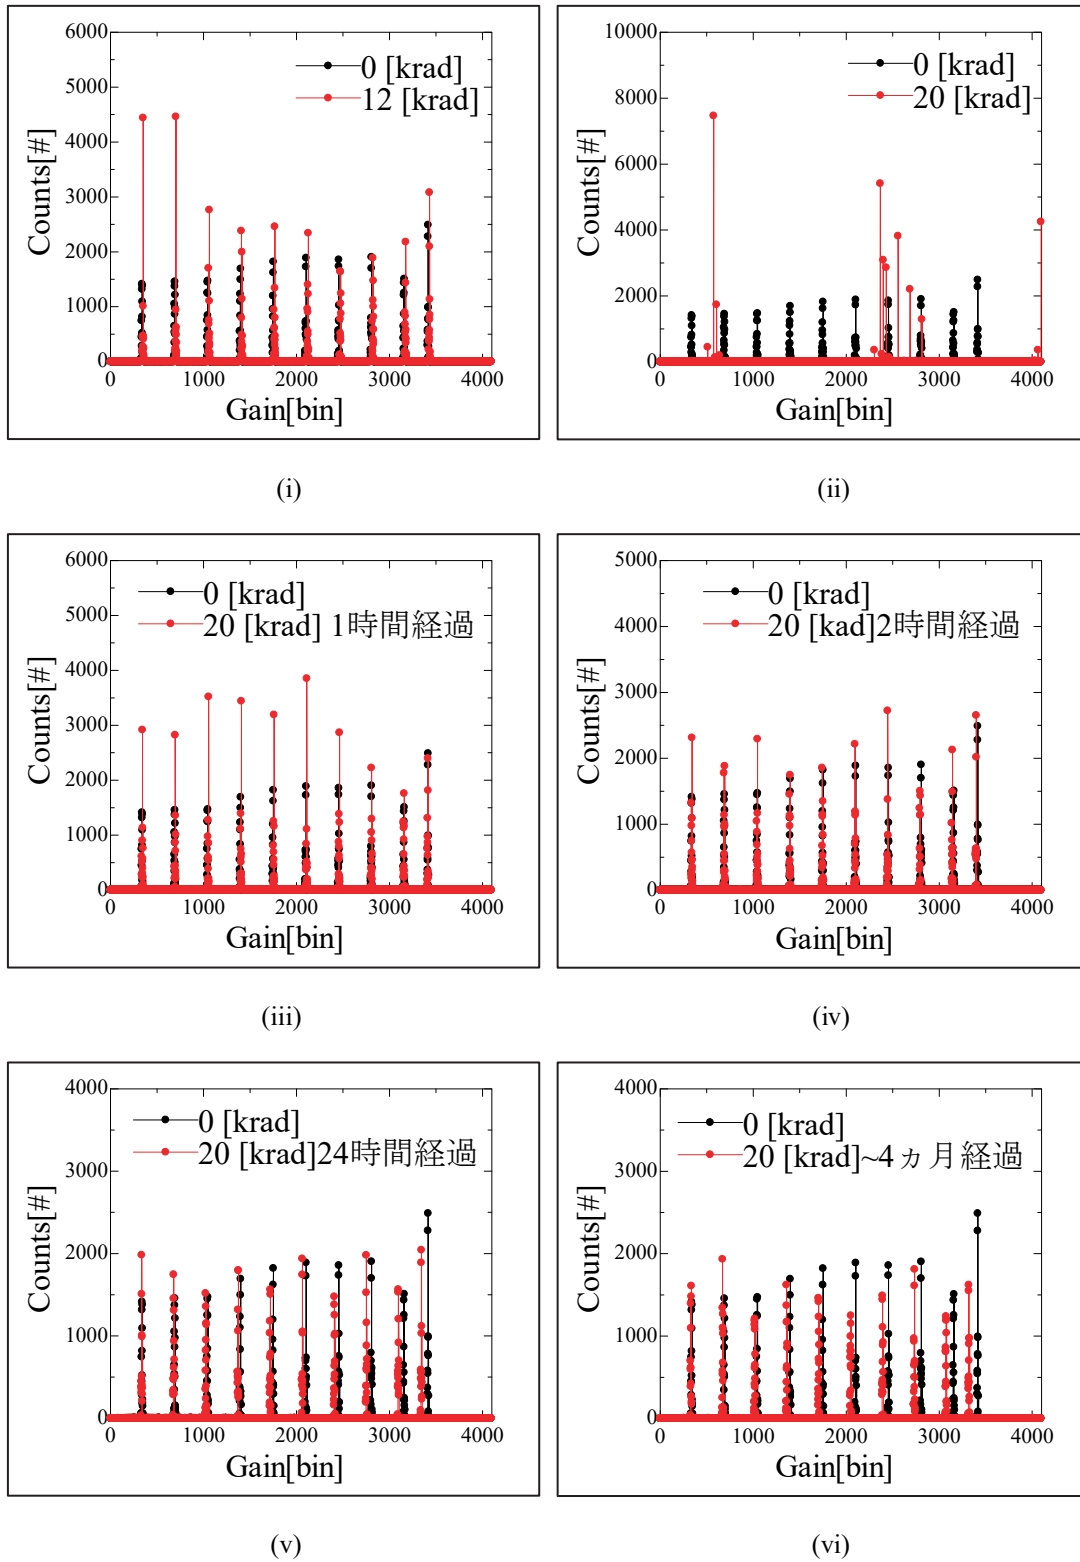 6000
5000
4000
3000
2000
1000
0
0 [krad]
12 [krad]
Counts[#]
0 1000 2000 3000 4000
Gain[bin]
(i)
10000
8000
6000
4000
2000
0
0 [krad]
20 [krad]
Counts[#]
0 1000 2000 3000 4000
Gain[bin]
(ii)
6000
5000
4000
3000
2000
1000
0
0 [krad]
20 [krad] 1時間経過
Counts[#]
0 1000 2000 3000 4000
Gain[bin]
(iii)
5000
4000
3000
2000
1000
0
0 [krad]
20 [kad]2時間経過
Counts[#]
0 1000 2000 3000 4000
Gain[bin]
(iv)
4000
3000
2000
1000
0
0 [krad]
20 [krad]24時間経過
Counts[#]
0 1000 2000 3000 4000
Gain[bin]
(v)
4000
3000
2000
1000
0
0 [krad]
20 [krad]~4ヵ月経過
Counts[#]
0 1000 2000 3000 4000
Gain[bin]
(vi)